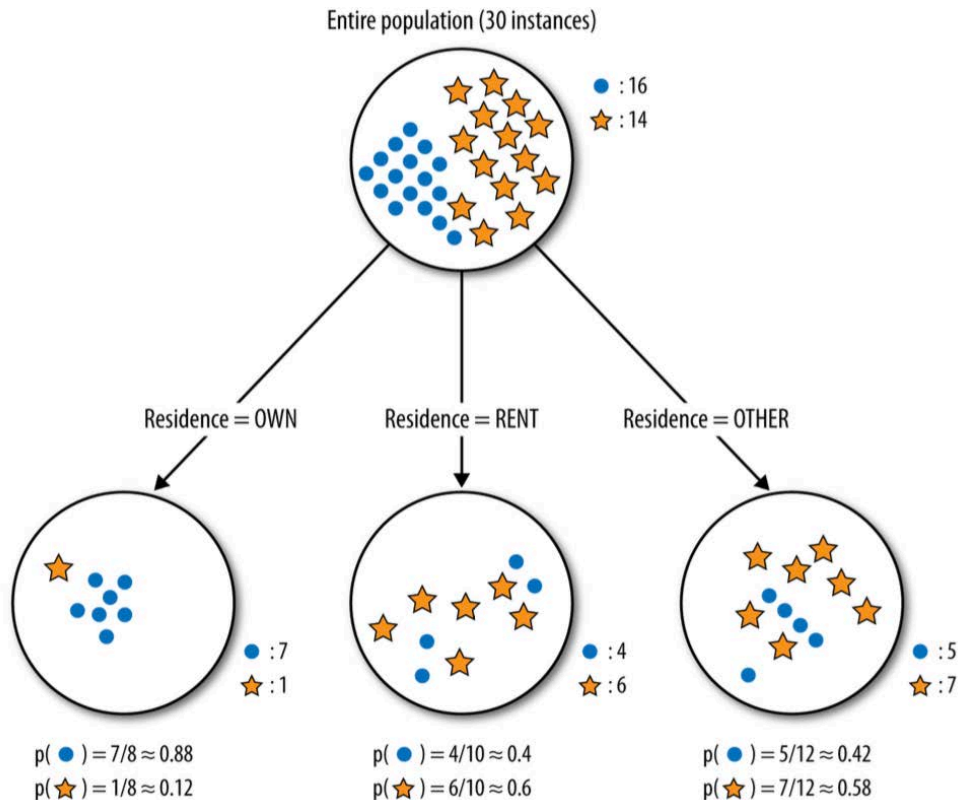 Entire population (30 instances)
: 16
: 14
Residence = OWN
Residence = RENT
Residence = OTHER
: 7
: 1
: 4
: 6
: 5
: 7
p( ) = 7/8 ≈ 0.88
p( ) = 1/8 ≈ 0.12
p( ) = 4/10 ≈ 0.4
p( ) = 6/10 ≈ 0.6
p( ) = 5/12 ≈ 0.42
p( ) = 7/12 ≈ 0.58